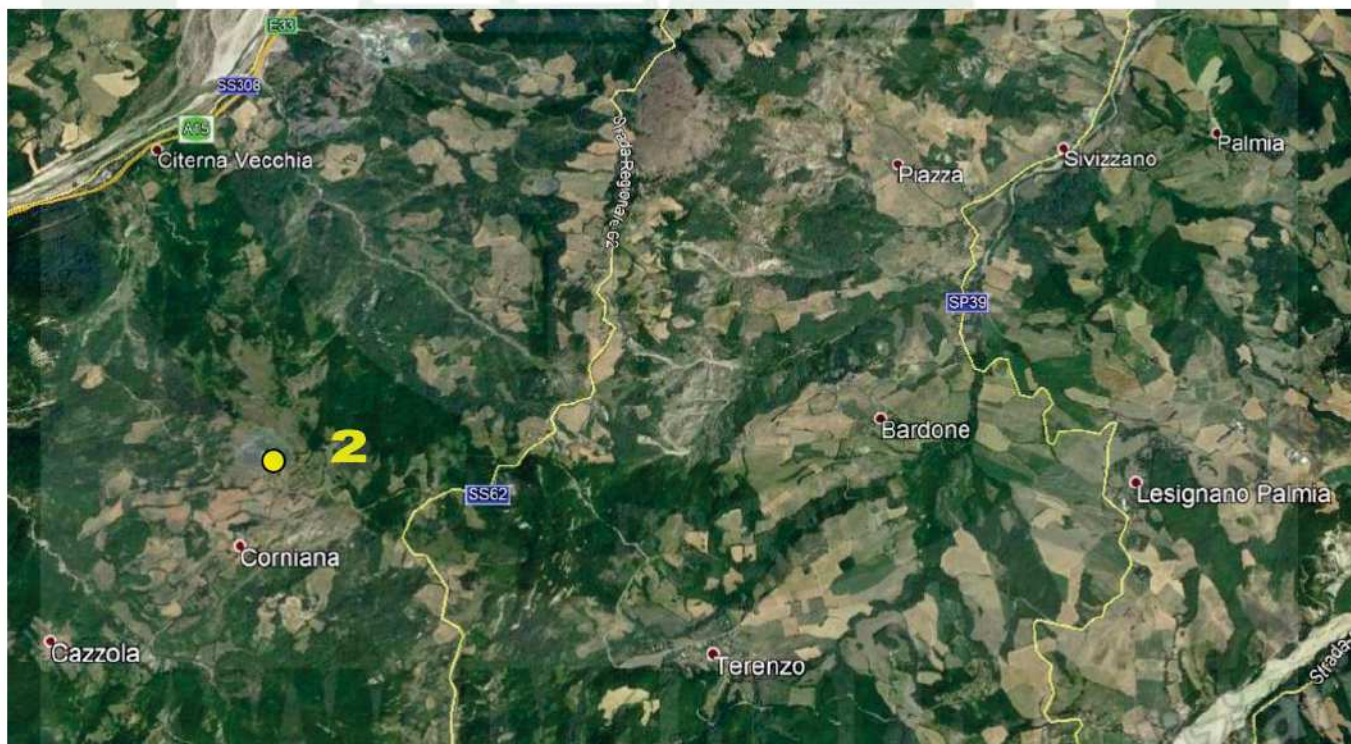 E33
SS308
A15
Citerna Vecchia
Strada Regionale 62
Piazza
Sivizzano
Palmia
SP39
Bardone
2
SS62
Lesignano Palmia
Corniana
Cazzola
Terenzo
Strada